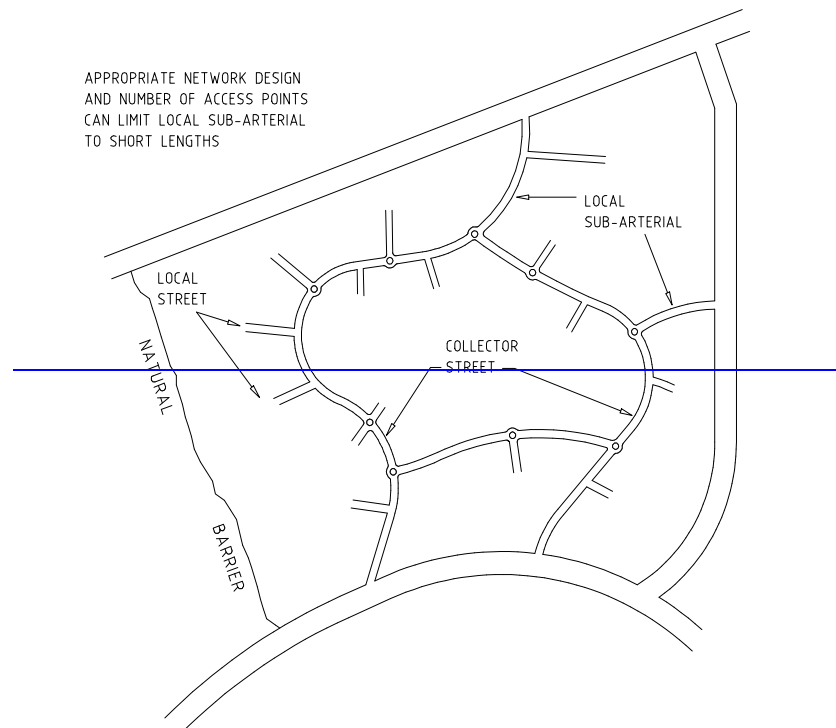 APPROPRIATE NETWORK DESIGN
AND NUMBER OF ACCESS POINTS
CAN LIMIT LOCAL SUB-ARTERIAL
TO SHORT LENGTHS
LOCAL
SUB-ARTERIAL
LOCAL
STREET
COLLECTOR
STREET
NATURAL
BARRIER